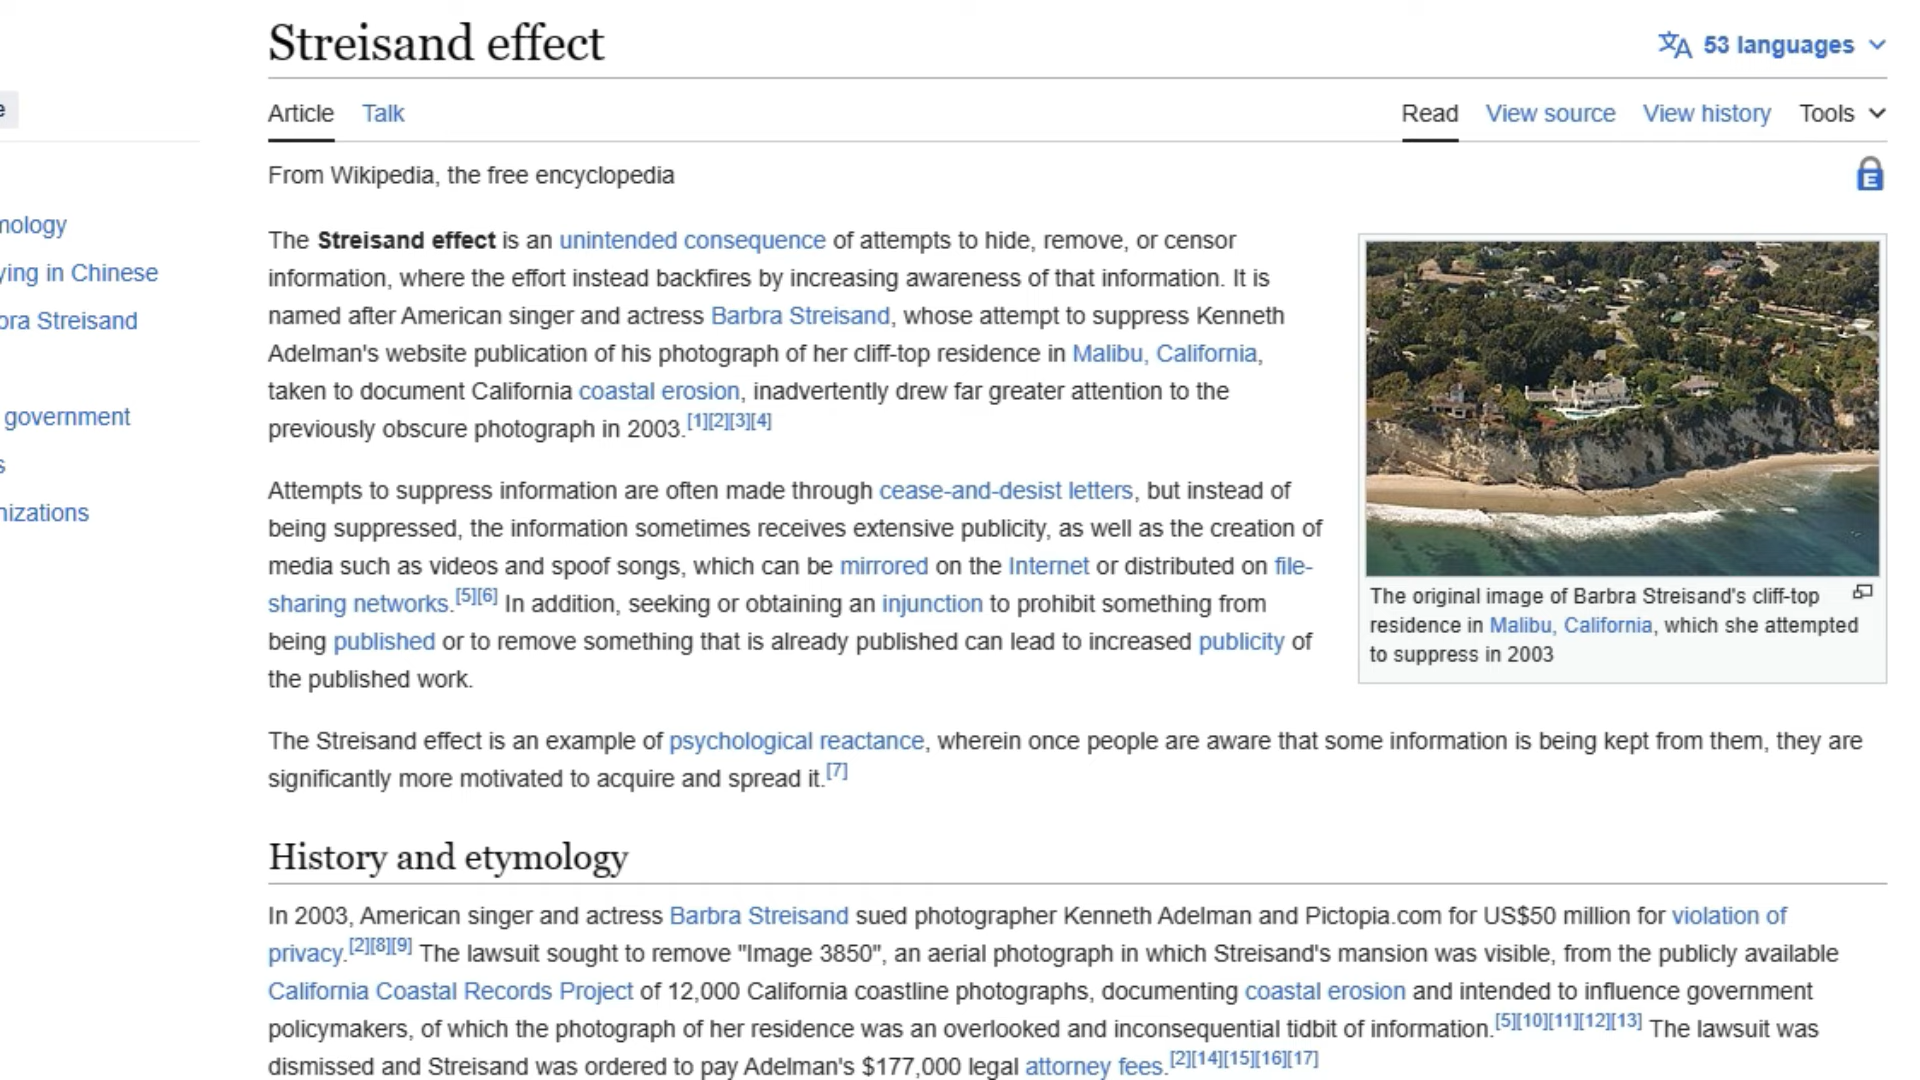 Streisand effect
53 languages
Article Talk
Read View source View history Tools
From Wikipedia, the free encyclopedia
E
e
mology
ying in Chinese
bra Streisand
government
s
nizations
The Streisand effect is an unintended consequence of attempts to hide, remove, or censor
information, where the effort instead backfires by increasing awareness of that information. It is
named after American singer and actress Barbra Streisand, whose attempt to suppress Kenneth
Adelman's website publication of his photograph of her cliff-top residence in Malibu, California,
taken to document California coastal erosion, inadvertently drew far greater attention to the
previously obscure photograph in 2003.[1][2][3][4]
Attempts to suppress information are often made through cease-and-desist letters, but instead of
being suppressed, the information sometimes receives extensive publicity, as well as the creation of
media such as videos and spoof songs, which can be mirrored on the Internet or distributed on file-
sharing networks.[5][6] In addition, seeking or obtaining an injunction to prohibit something from
being published or to remove something that is already published can lead to increased publicity of
the published work.
The original image of Barbra Streisand's cliff-top
residence in Malibu, California, which she attempted
to suppress in 2003
The Streisand effect is an example of psychological reactance, wherein once people are aware that some information is being kept from them, they are
significantly more motivated to acquire and spread it.[7]
History and etymology
In 2003, American singer and actress Barbra Streisand sued photographer Kenneth Adelman and Pictopia.com for US$50 million for violation of
privacy.[2][8][9] The lawsuit sought to remove "Image 3850", an aerial photograph in which Streisand's mansion was visible, from the publicly available
California Coastal Records Project of 12,000 California coastline photographs, documenting coastal erosion and intended to influence government
policymakers, of which the photograph of her residence was an overlooked and inconsequential tidbit of information.[5][10][11][12][13] The lawsuit was
dismissed and Streisand was ordered to pay Adelman's $177,000 legal attorney fees.[2][14][15][16][17]